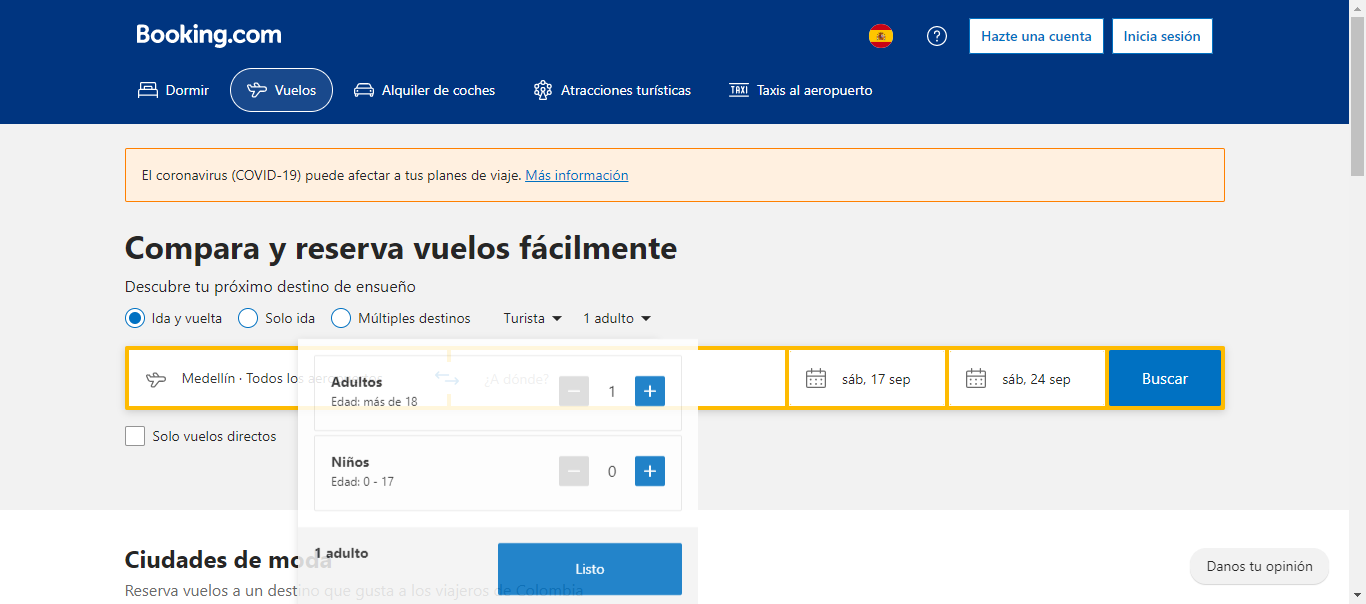 Booking.com
Hazte una cuenta
Inicia sesión
Dormir
Vuelos
Alquiler de coches
Atracciones turísticas
TAXI
Taxis al aeropuerto
El coronavirus (COVID-19) puede afectar a tus planes de viaje. Más información
Compara y reserva vuelos fácilmente
Descubre tu próximo destino de ensueño
Ida y vuelta
Solo ida
Múltiples destinos
Turista
1 adulto
Medellín · Todos los aeropuertos
¿A dónde?
sáb, 17 sep
sáb, 24 sep
Buscar
Adultos
1
Edad: más de 18
Solo vuelos directos
Niños
0
Edad: 0 - 17
1 adulto
Listo
Ciudades de moda
Reserva vuelos a un destino que gusta a los viajeros de Colombia
Danos tu opinión